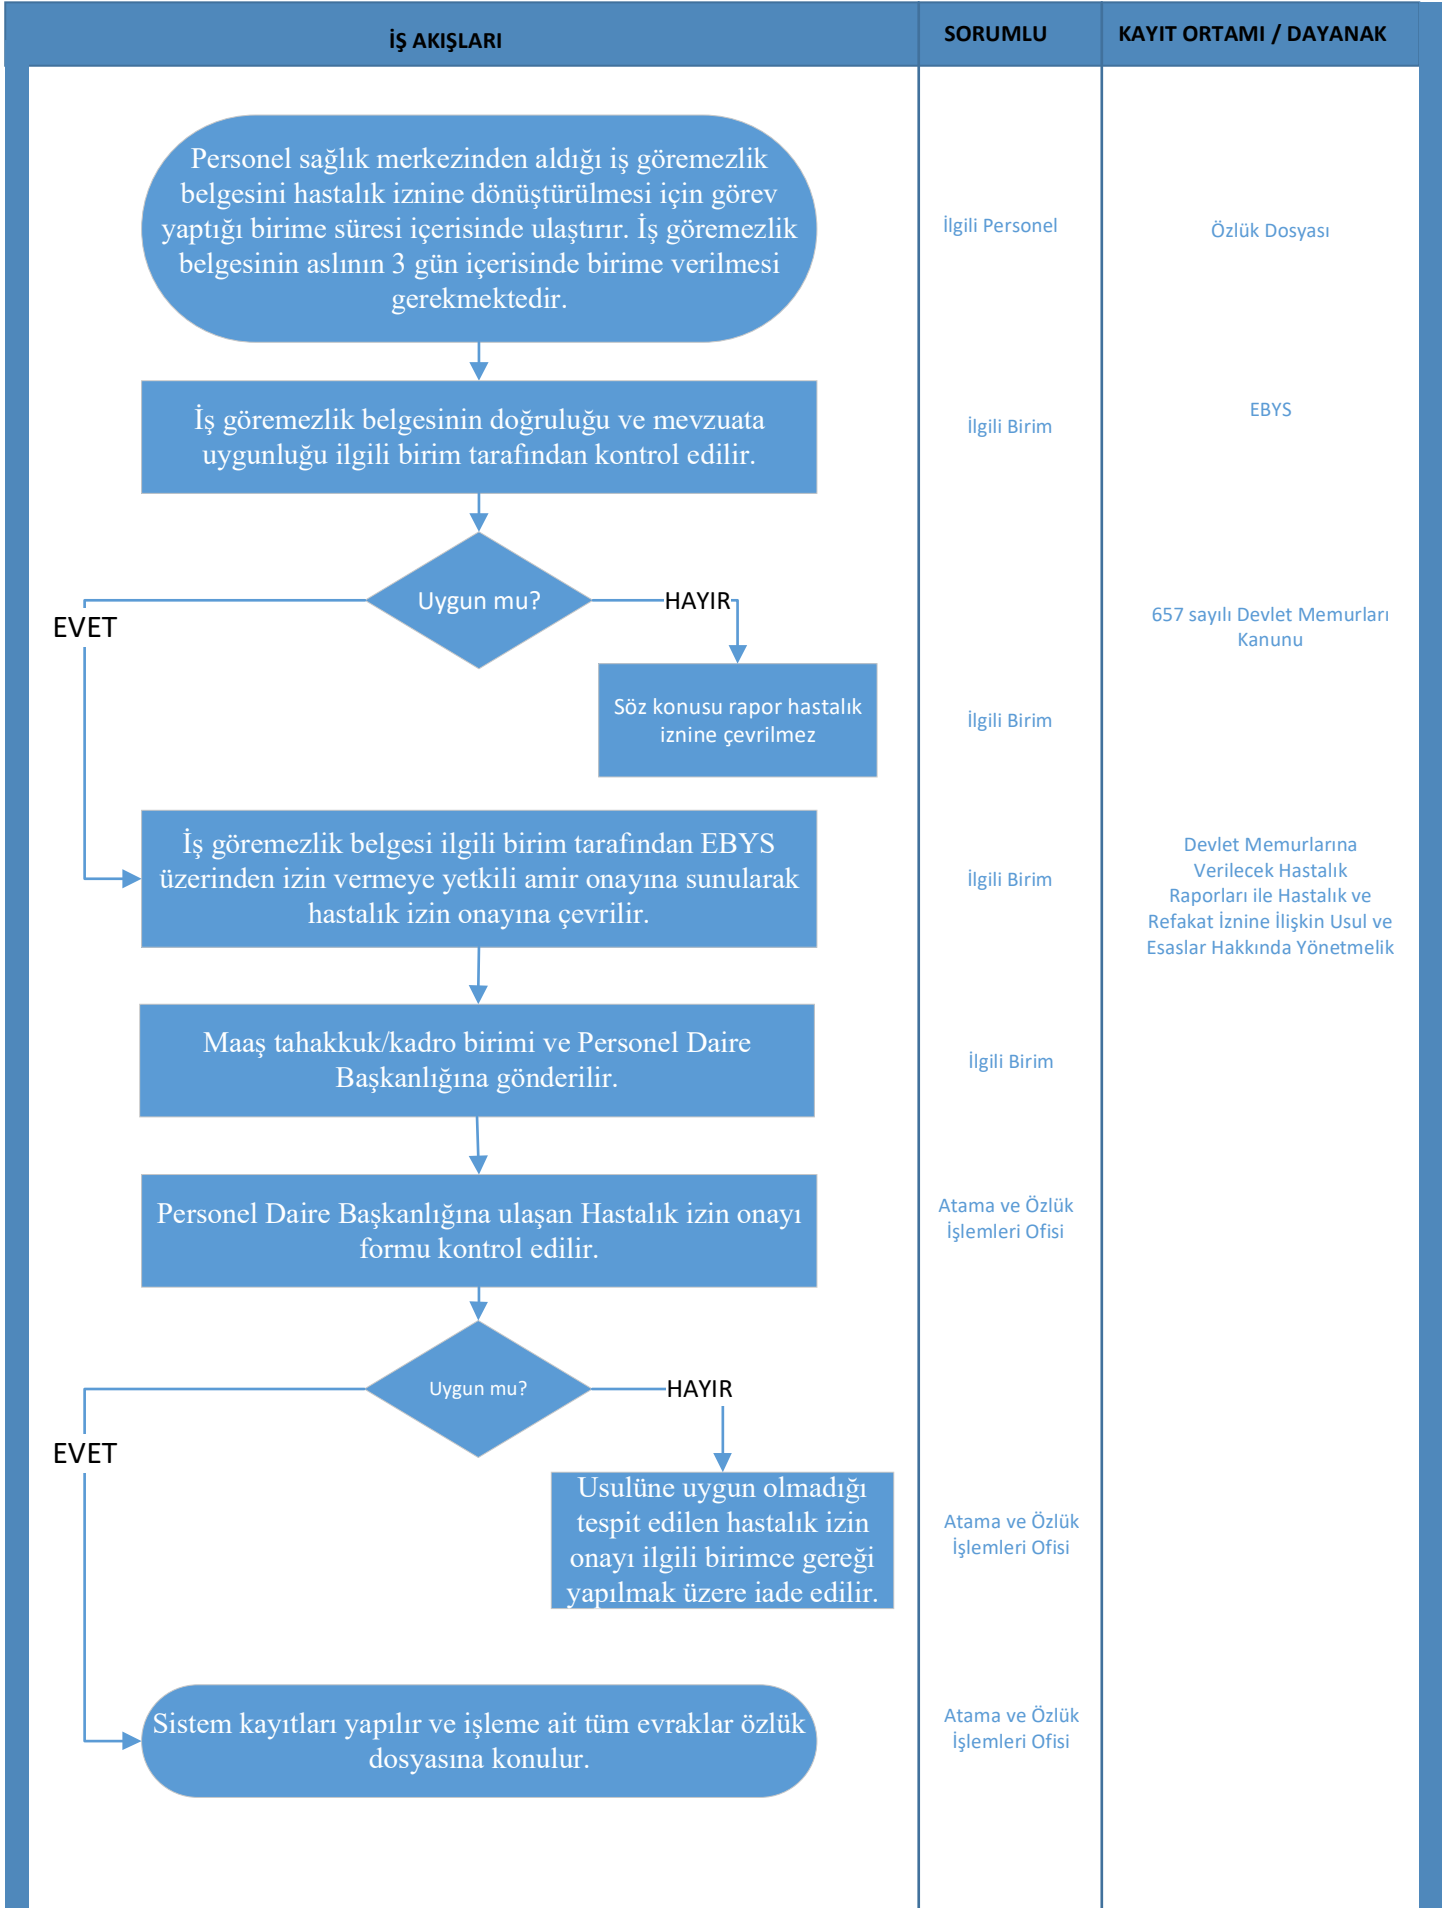 İŞ AKIŞLARI
SORUMLU
KAYIT ORTAMI / DAYANAK
Personel sağlık merkezinden aldığı iş göremezlik
belgesini hastalık iznine dönüştürülmesi için görev
yaptığı birime süresi içerisinde ulaştırır. İş göremezlik
belgesinin aslının 3 gün içerisinde birime verilmesi
gerekmektedir.
İlgili Personel
Özlük Dosyası
İş göremezlik belgesinin doğruluğu ve mevzuata
uygunluğu ilgili birim tarafından kontrol edilir.
İlgili Birim
EBYS
Uygun mu?
HAYIR
EVET
657 sayılı Devlet Memurları
Kanunu
Söz konusu rapor hastalık
iznine çevrilmez
İlgili Birim
İş göremezlik belgesi ilgili birim tarafından EBYS
üzerinden izin vermeye yetkili amir onayına sunularak
hastalık izin onayına çevrilir.
İlgili Birim
Devlet Memurlarına
Verilecek Hastalık
Raporları ile Hastalık ve
Refakat İznine İlişkin Usul ve
Esaslar Hakkında Yönetmelik
Maaş tahakkuk/kadro birimi ve Personel Daire
Başkanlığına gönderilir.
İlgili Birim
Personel Daire Başkanlığına ulaşan Hastalık izin onayı
formu kontrol edilir.
Atama ve Özlük
İşlemleri Ofisi
Uygun mu?
HAYIR
EVET
Usulüne uygun olmadığı
tespit edilen hastalık izin
onayı ilgili birimce gereği
yapılmak üzere iade edilir.
Atama ve Özlük
İşlemleri Ofisi
Sistem kayıtları yapılır ve işleme ait tüm evraklar özlük
dosyasına konulur.
Atama ve Özlük
İşlemleri Ofisi